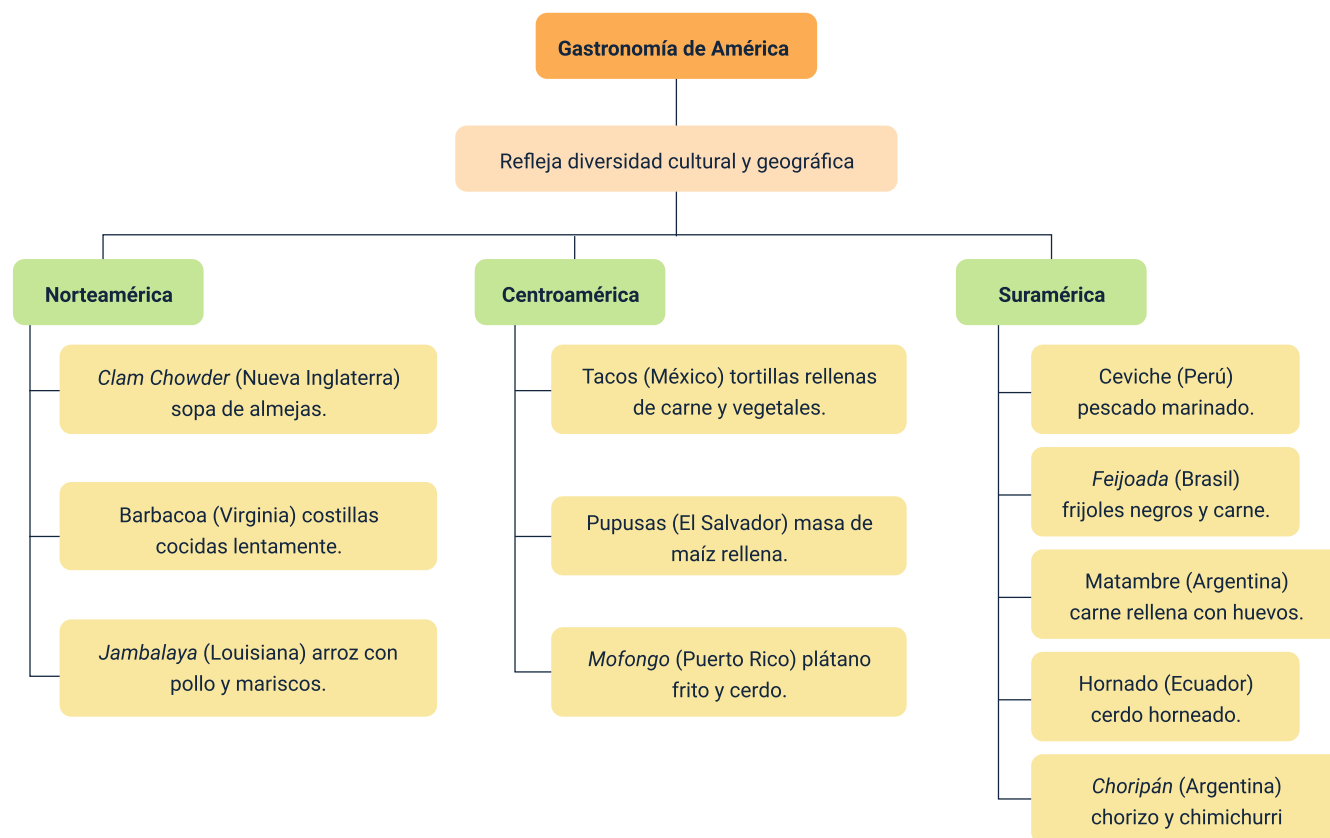 Gastronomía de América
Refleja diversidad cultural y geográfica
Norteamérica
Clam Chowder (Nueva Inglaterra)
sopa de almejas.
Barbacoa (Virginia) costillas
cocidas lentamente.
Jambalaya (Louisiana) arroz con
pollo y mariscos.
Centroamérica
Tacos (México) tortillas rellenas
de carne y vegetales.
Pupusas (El Salvador) masa de
maíz rellena.
Mofongo (Puerto Rico) plátano
frito y cerdo.
Suramérica
Ceviche (Perú)
pescado marinado.
Feijoada (Brasil)
frijoles negros y carne.
Matambre (Argentina)
carne rellena con huevos.
Hornado (Ecuador)
cerdo horneado.
Choripán (Argentina)
chorizo y chimichurri